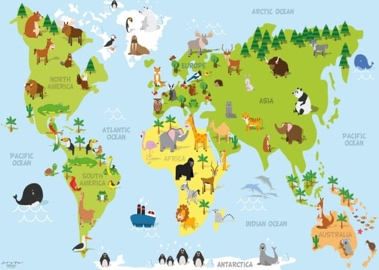 ARCTIC OCEAN
NORTH
AMERICA
EUROPE
ASIA
ATLANTIC
OCEAN
PACIFIC
OCEAN
PACIFIC
OCEAN
AFRICA
SOUTH
AMERICA
INDIAN OCEAN
AUSTRALIA
ANTARCTICA